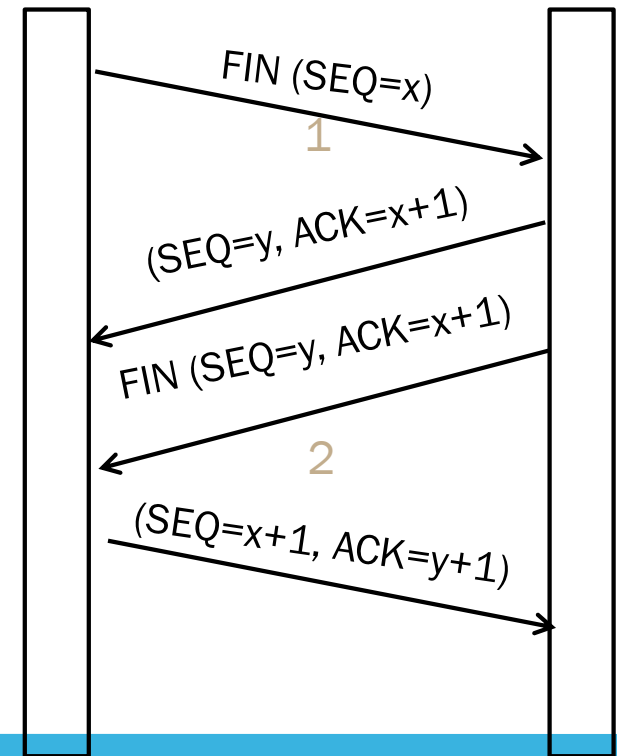 FIN (SEQ=x)
1
(SEQ=y, ACK=x+1)
FIN (SEQ=y, ACK=x+1)
2
(SEQ=x+1, ACK=y+1)